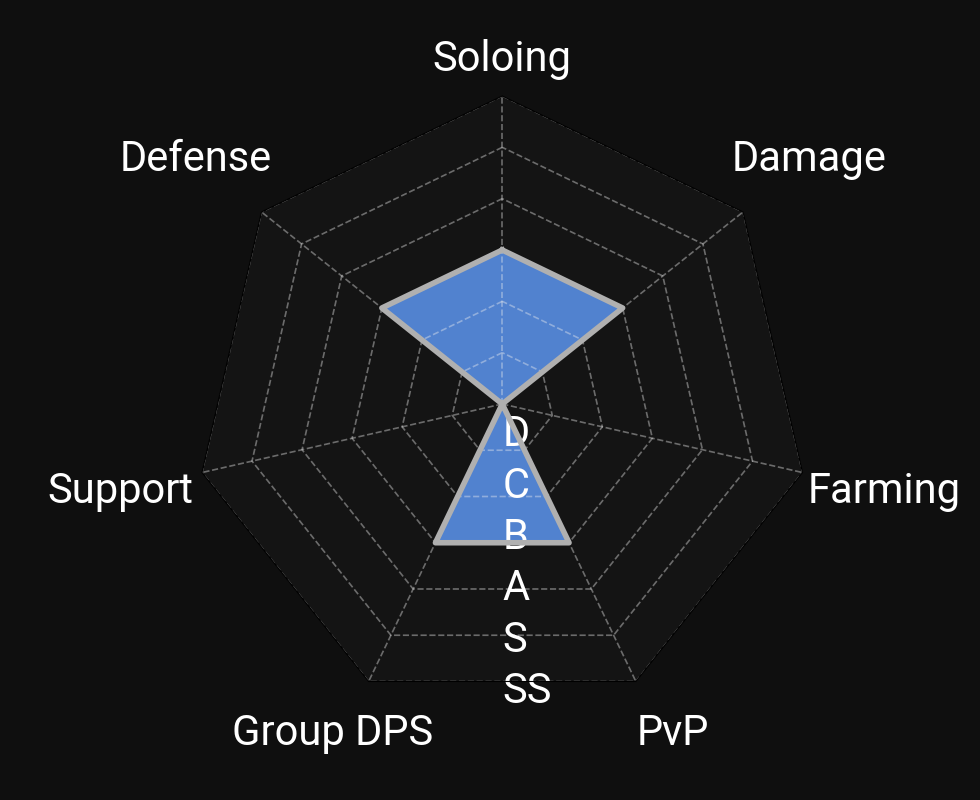 Soloing
Defense
Damage
D
Support
C
Farming
B
A
S
SS
Group DPS
PvP